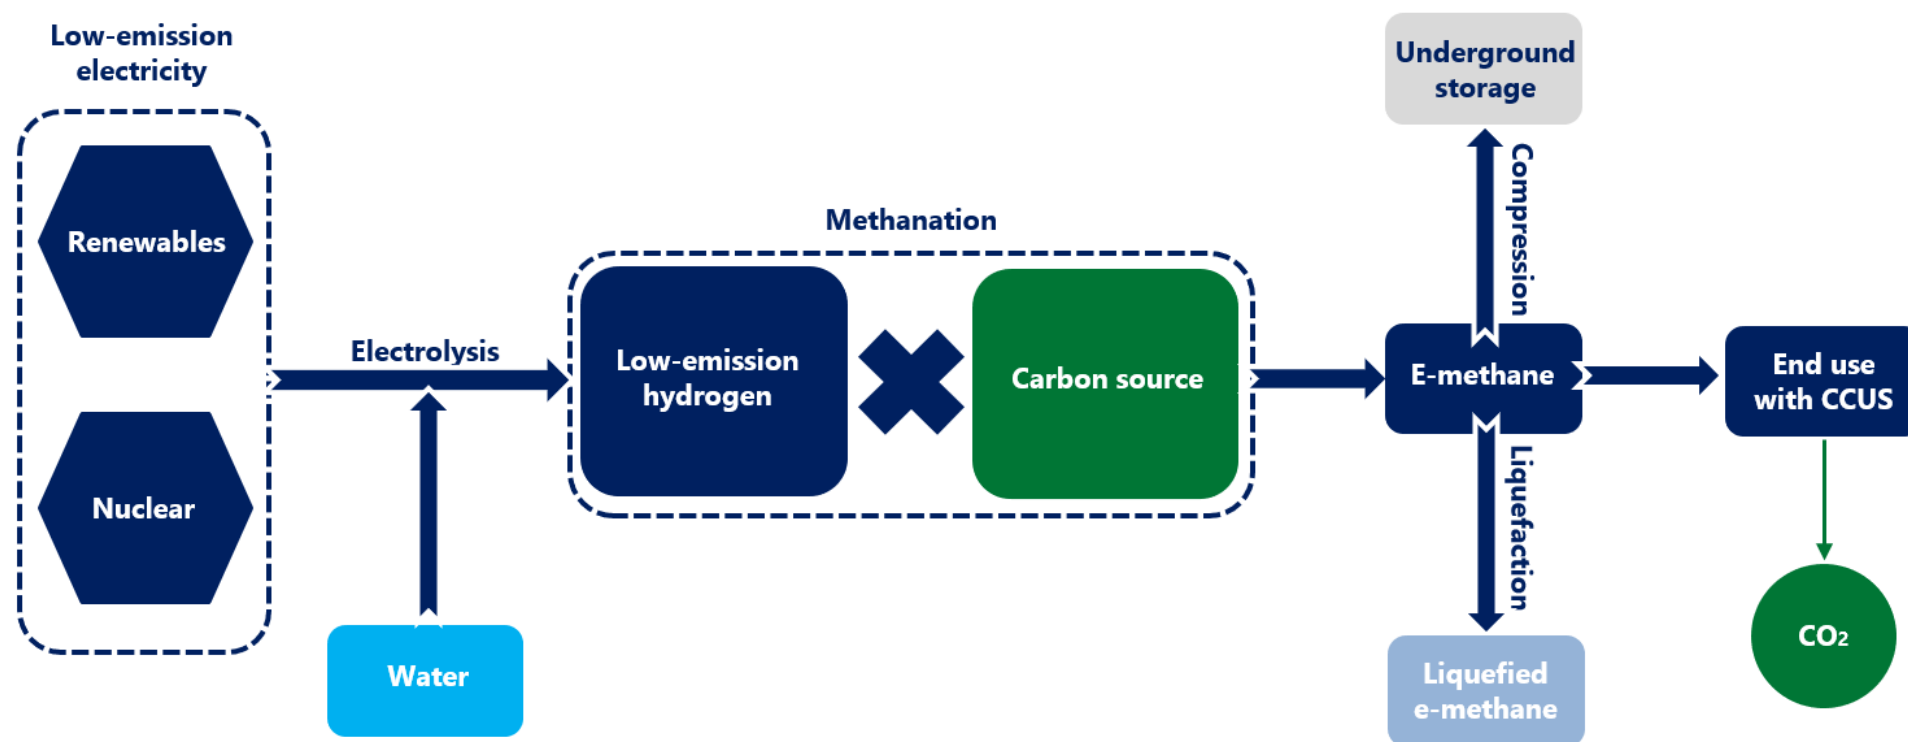 Low-emission
electricity
Renewables
Nuclear
Electrolysis
Water
Methanation
Low-emission
hydrogen
Carbon source
Underground
storage
Compression
E-methane
Liquefaction
Liquefied
e-methane
End use
with CCUS
CO₂